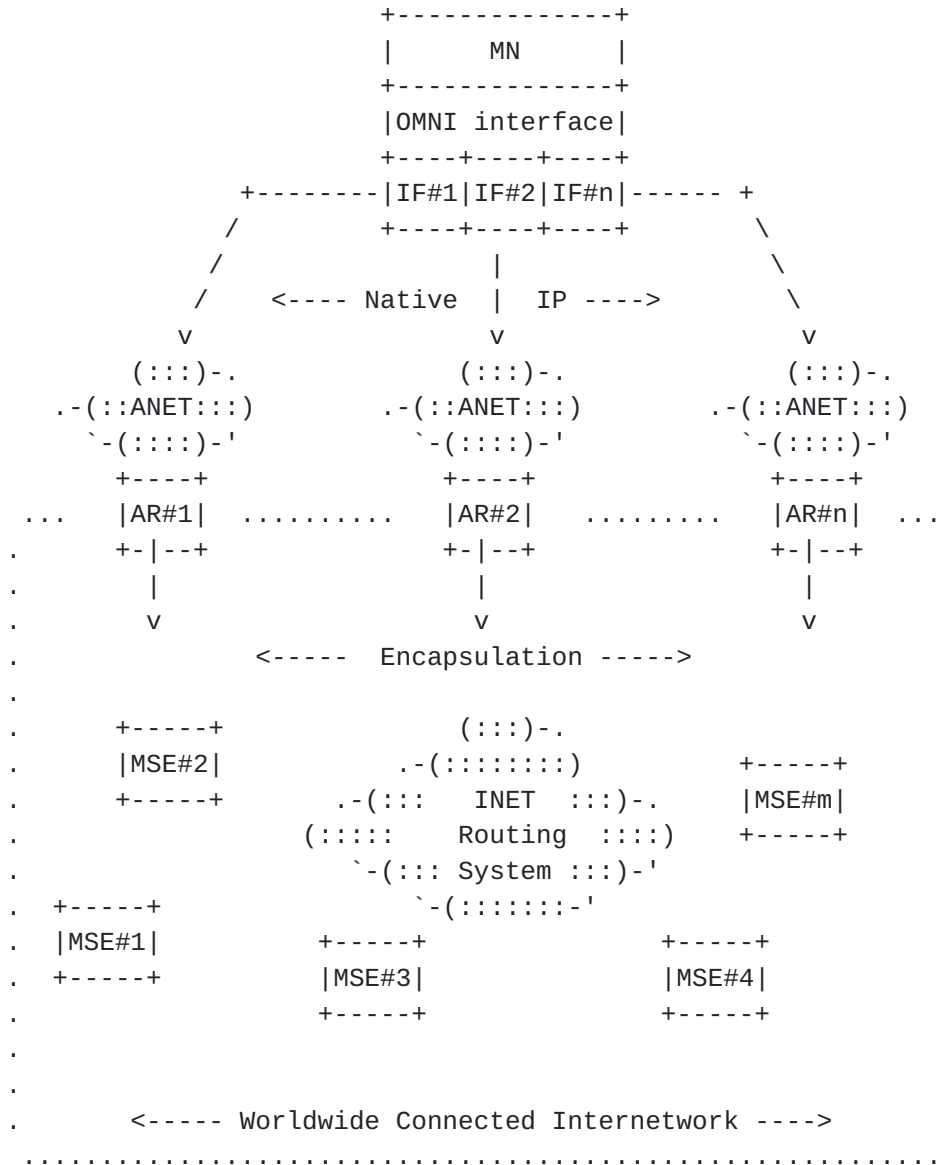 +--------------+
|      MN      |
+--------------+
|OMNI interface|
+----+----+----+
+--------|IF#1|IF#2|IF#n|------ +
/         +----+----+----+         \
/                 |                 \
/    <---- Native  |  IP ---->       \
v                   v                   v
(:::)-.              (:::)-.              (:::)-.
.-(::ANET:::)        .-(::ANET:::)        .-(::ANET:::)
`-(::::)-'           `-(::::)-'           `-(::::)-'
+----+               +----+               +----+
...   |AR#1|  ..........   |AR#2|   .........   |AR#n|  ...
.      +-|--+               +-|--+               +-|--+
.        |                    |                    |
.        v                    v                    v
.               <-----  Encapsulation ----->
.
.      +-----+               (:::)-.
.      |MSE#2|           .-(::::::::)          +-----+
.      +-----+       .-(:::   INET  :::)-.     |MSE#m|
.                  (:::::    Routing  ::::)    +-----+
.                     `-(::: System :::)-'
.  +-----+                `-(:::::::-'
.  |MSE#1|          +-----+               +-----+
.  +-----+          |MSE#3|               |MSE#4|
.                   +-----+               +-----+
.
.
.       <----- Worldwide Connected Internetwork ---->
...........................................................